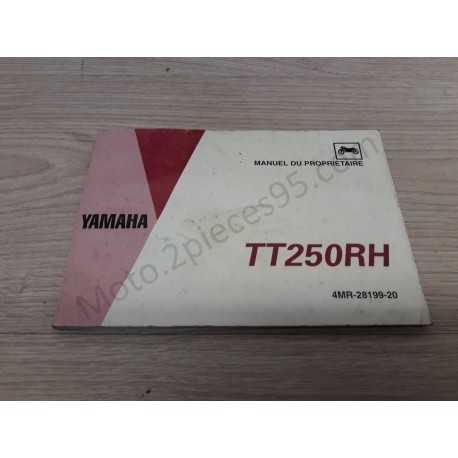 MANUEL DU PROPRIETAIRE
YAMAHA
TT250RH
4MR-28199-20
Moto.2pieces95.com